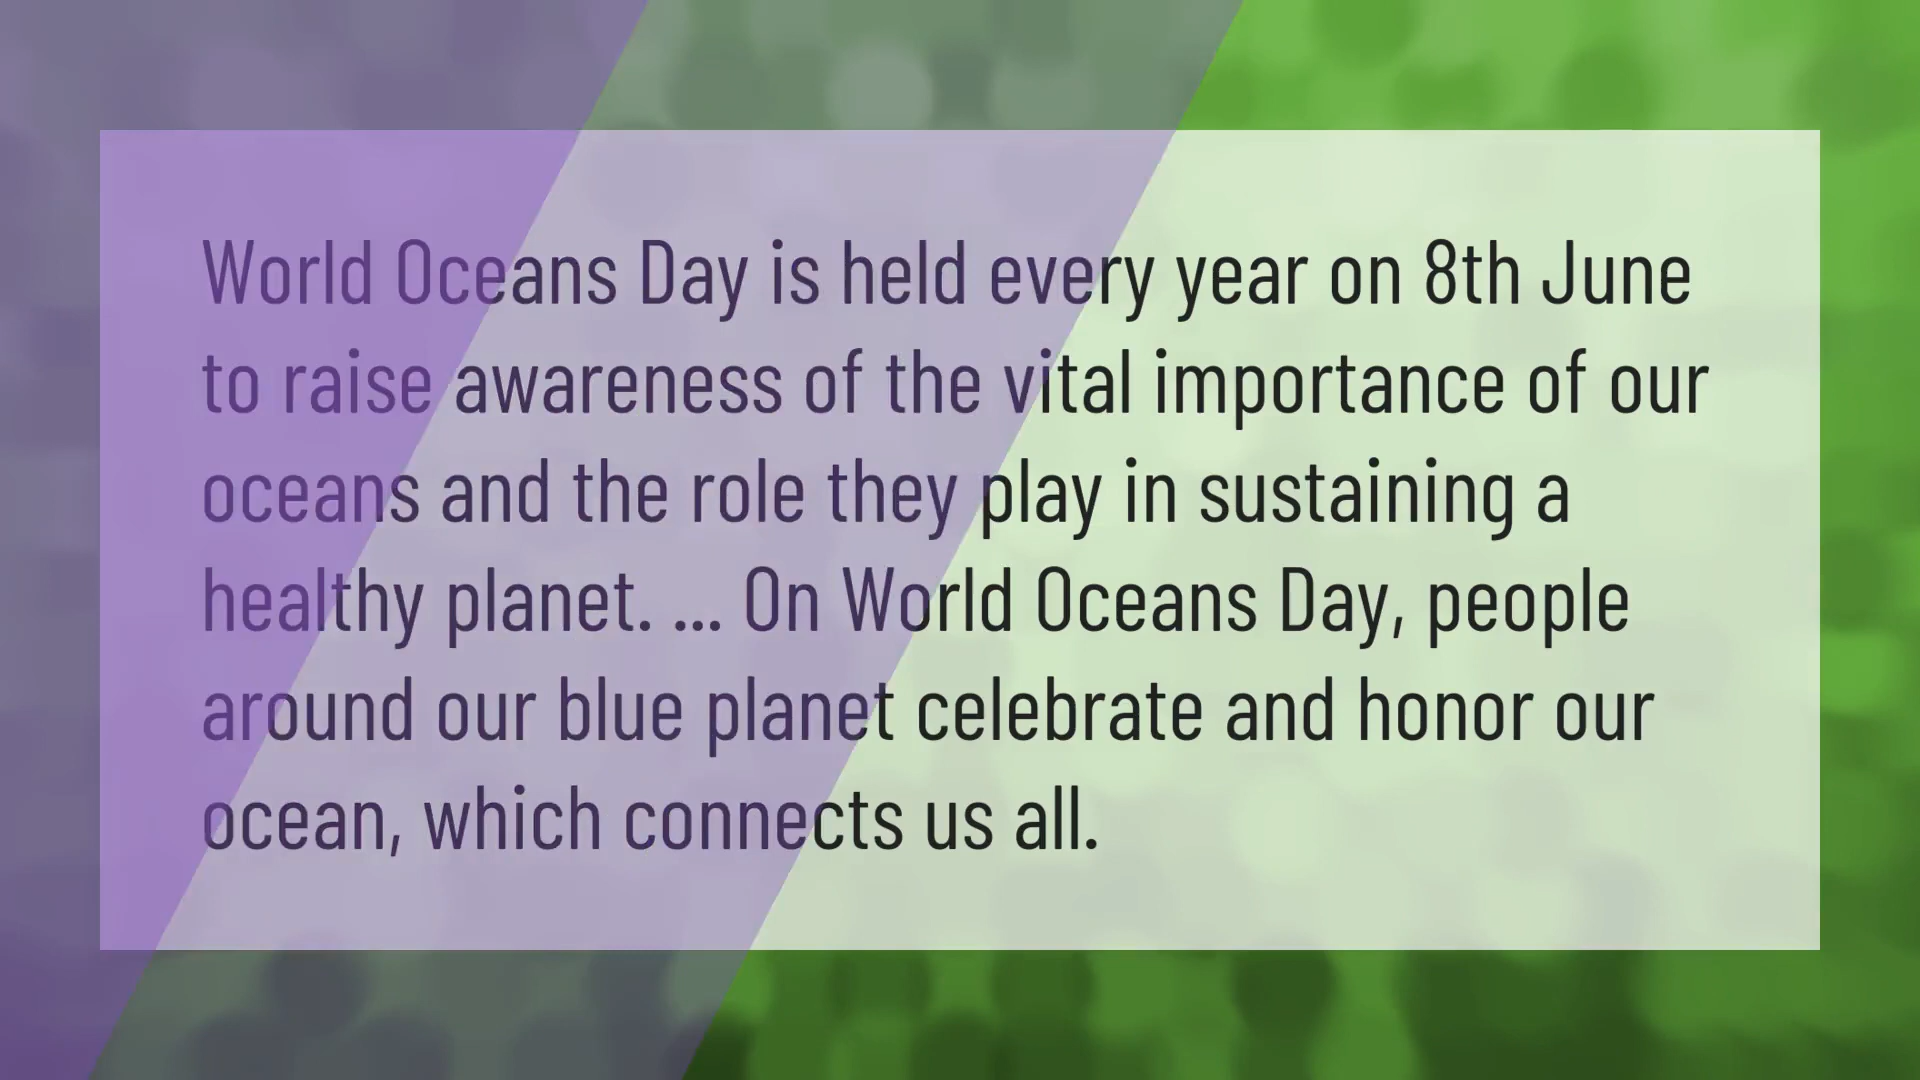 World Oceans Day is held every year on 8th June
to raise awareness of the vital importance of our
oceans and the role they play in sustaining a
healthy planet. ... On World Oceans Day, people
around our blue planet celebrate and honor our
ocean, which connects us all.